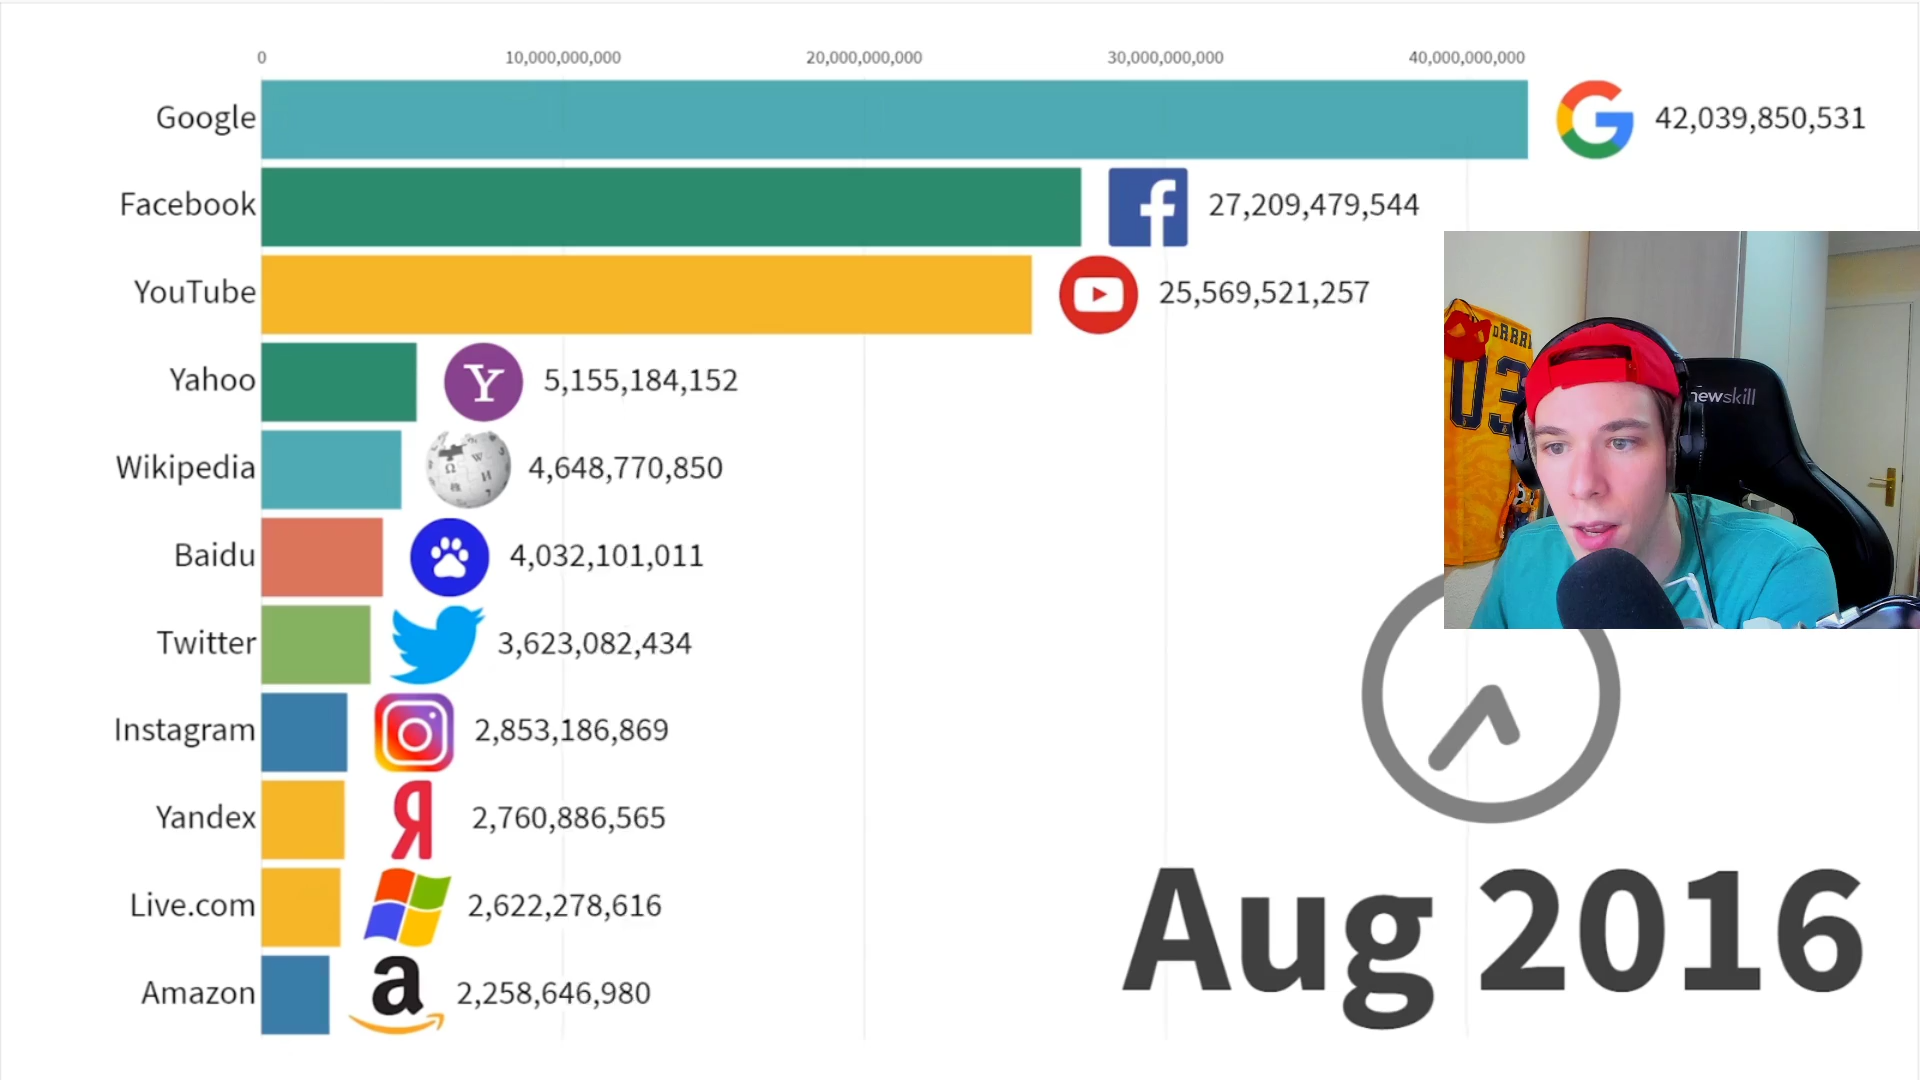 0 10,000,000,000 20,000,000,000 30,000,000,000 40,000,000,000
Google 42,039,850,531
Facebook 27,209,479,544
YouTube 25,569,521,257
Yahoo Y 5,155,184,152
Wikipedia 4,648,770,850
Baidu 4,032,101,011
Twitter 3,623,082,434
Instagram 2,853,186,869
Yandex Я 2,760,886,565
Live.com 2,622,278,616
Amazon a 2,258,646,980
03
newskill
Aug 2016